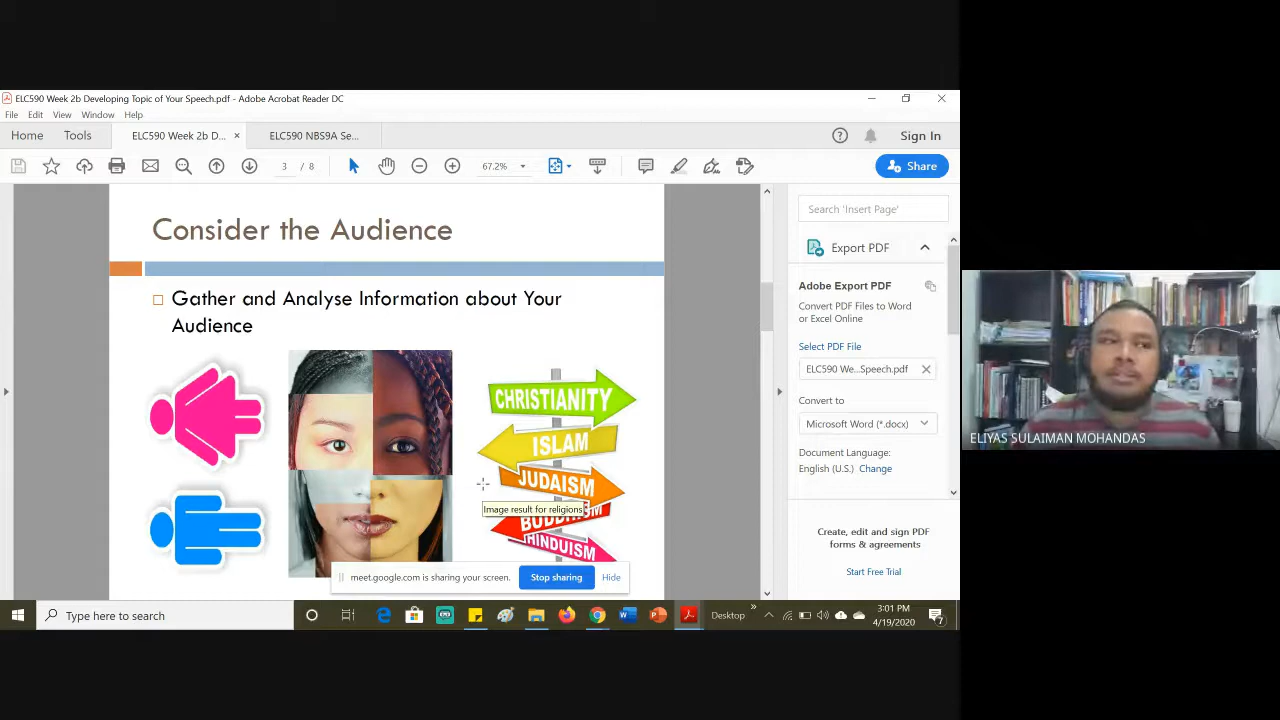 ELC590 Week 2b Developing Topic of Your Speech.pdf - Adobe Acrobat Reader DC
File Edit View Window Help
Home Tools ELC590 Week 2b D... × ELC590 NBS9A Se... Sign In
3 / 8 67.2% Share
Consider the Audience
Gather and Analyse Information about Your
Audience
CHRISTIANITY
ISLAM
JUDAISM
Image result for religions
HINDUISM
meet.google.com is sharing your screen. Stop sharing Hide
Search 'Insert Page'
Export PDF
Adobe Export PDF
Convert PDF Files to Word
or Excel Online
Select PDF File
ELC590 We...Speech.pdf
Convert to
Microsoft Word (*.docx)
Document Language:
English (U.S.) Change
Create, edit and sign PDF
forms & agreements
Start Free Trial
Type here to search
Desktop
3:01 PM
4/19/2020
7
ELIYAS SULAIMAN MOHANDAS